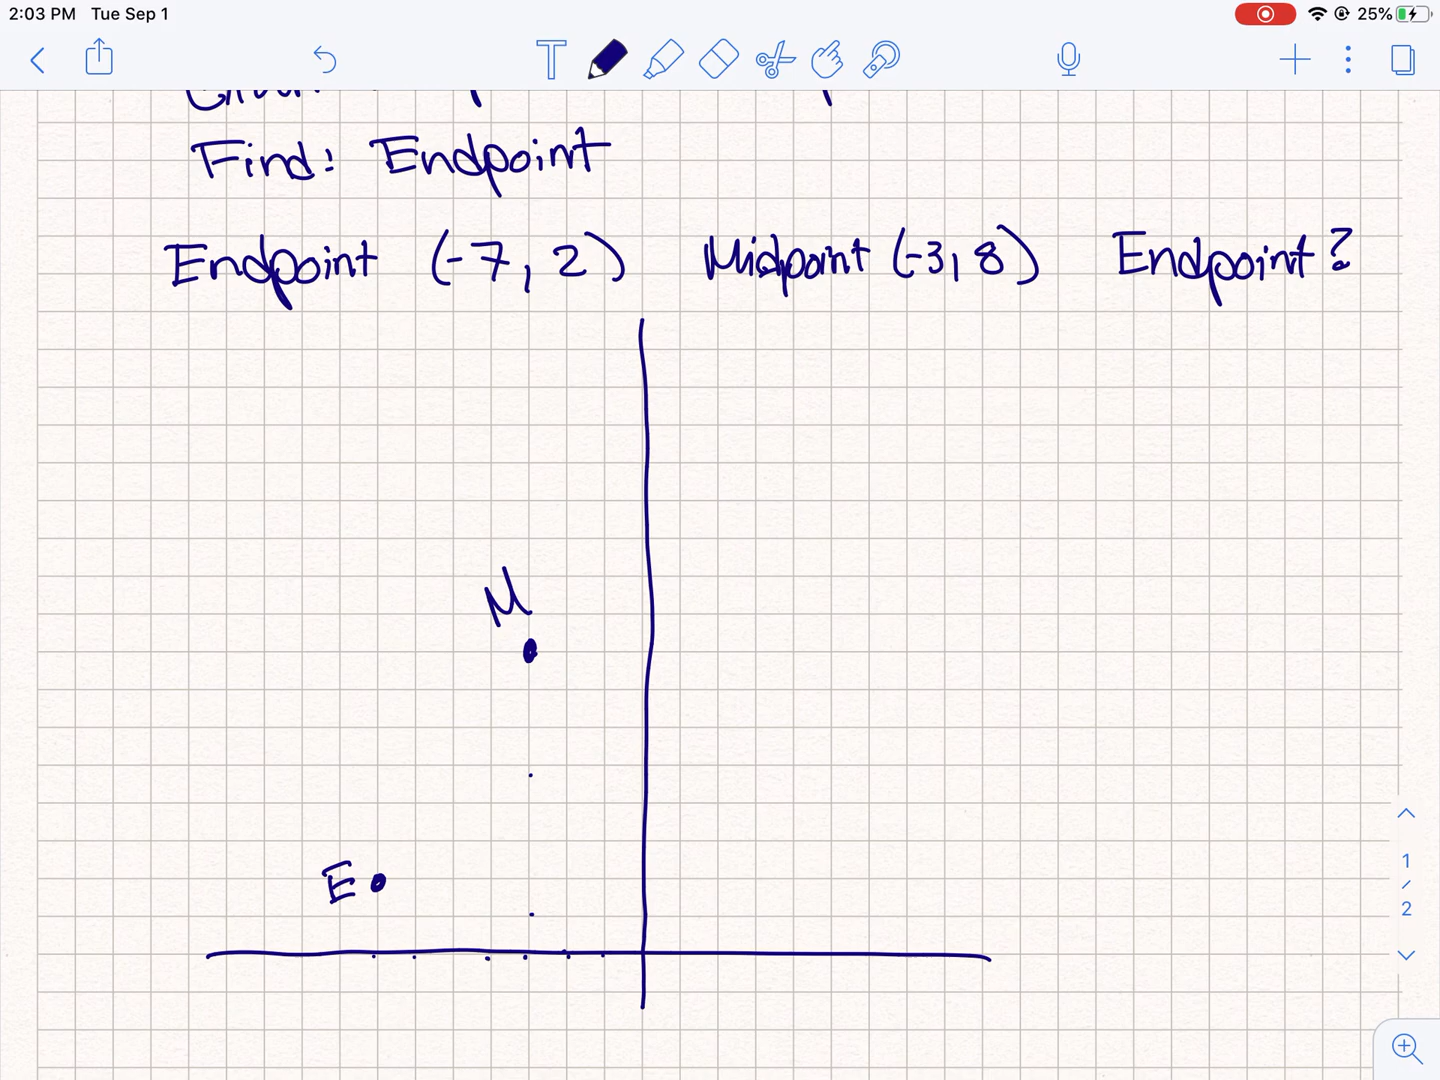 2:03 PM Tue Sep 1 25%
T
Find: Endpoint
Endpoint (-7, 2) Midpoint (-3, 8) Endpoint?
M
E
1
/
2